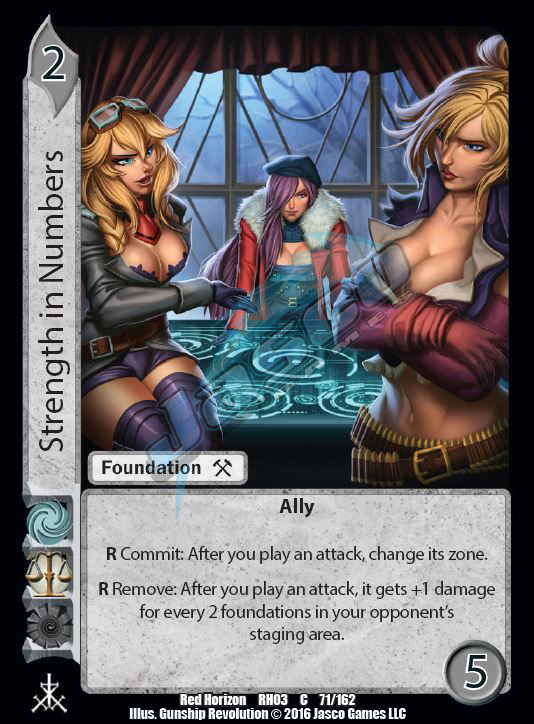 2
Strength in Numbers
Foundation
Ally
R Commit: After you play an attack, change its zone.
R Remove: After you play an attack, it gets +1 damage
for every 2 foundations in your opponent's
staging area.
5
Red Horizon RH03 C 71/162
Illus. Gunship Revolution © 2016 Jasco Games LLC